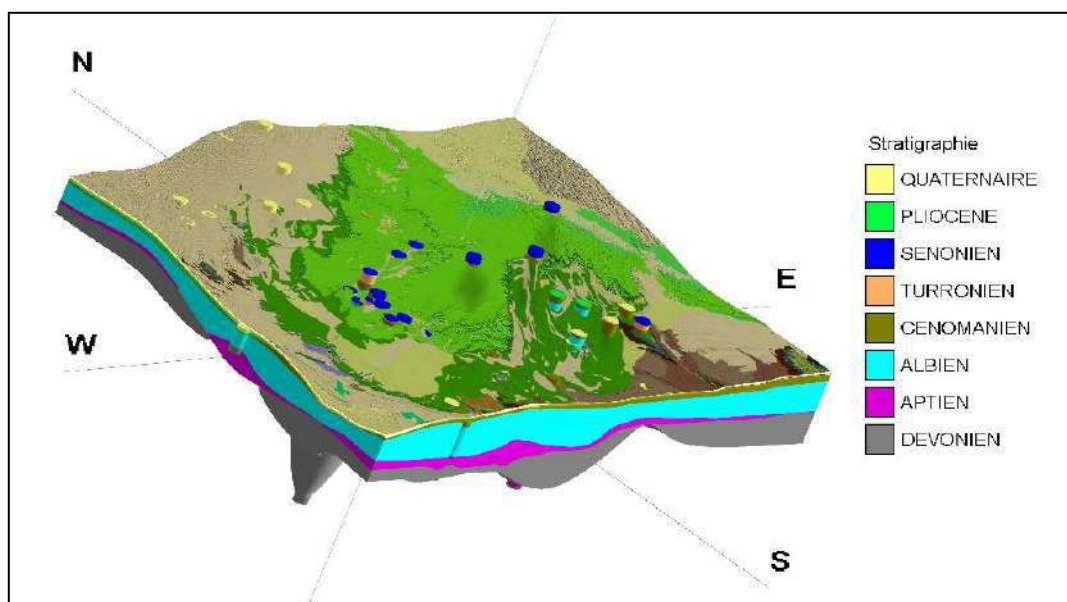 N
Stratigraphie
QUATERNAIRE
PLIOCENE
SENONIEN
TURRONIEN
CENOMANIEN
ALBIEN
APTIEN
DEVONIEN
E
W
S